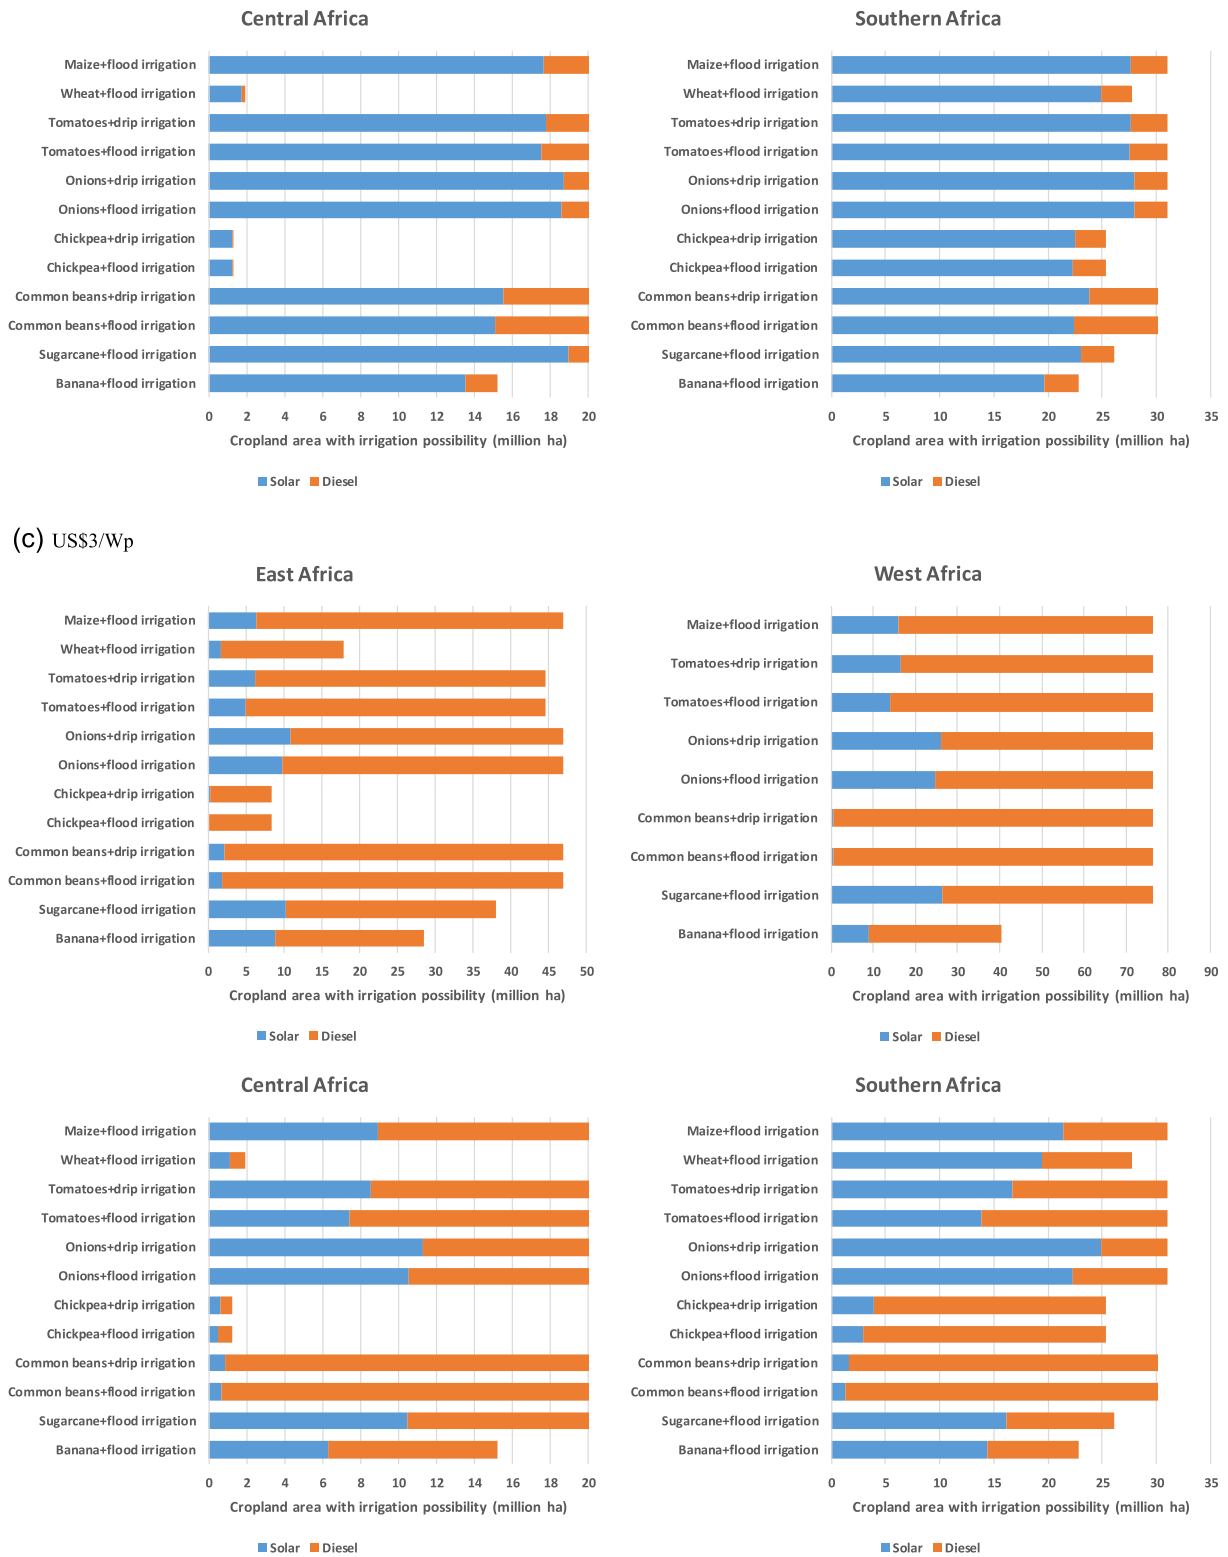 Central Africa
Maize+flood irrigation
Wheat+flood irrigation
Tomatoes+drip irrigation
Tomatoes+flood irrigation
Onions+drip irrigation
Onions+flood irrigation
Chickpea+drip irrigation
Chickpea+flood irrigation
Common beans+drip irrigation
Common beans+flood irrigation
Sugarcane+flood irrigation
Banana+flood irrigation
0 2 4 6 8 10 12 14 16 18 20
Cropland area with irrigation possibility (million ha)
Solar Diesel
Southern Africa
Maize+flood irrigation
Wheat+flood irrigation
Tomatoes+drip irrigation
Tomatoes+flood irrigation
Onions+drip irrigation
Onions+flood irrigation
Chickpea+drip irrigation
Chickpea+flood irrigation
Common beans+drip irrigation
Common beans+flood irrigation
Sugarcane+flood irrigation
Banana+flood irrigation
0 5 10 15 20 25 30 35
Cropland area with irrigation possibility (million ha)
Solar Diesel
(c) US$3/Wp
East Africa
Maize+flood irrigation
Wheat+flood irrigation
Tomatoes+drip irrigation
Tomatoes+flood irrigation
Onions+drip irrigation
Onions+flood irrigation
Chickpea+drip irrigation
Chickpea+flood irrigation
Common beans+drip irrigation
Common beans+flood irrigation
Sugarcane+flood irrigation
Banana+flood irrigation
0 5 10 15 20 25 30 35 40 45 50
Cropland area with irrigation possibility (million ha)
Solar Diesel
West Africa
Maize+flood irrigation
Tomatoes+drip irrigation
Tomatoes+flood irrigation
Onions+drip irrigation
Onions+flood irrigation
Common beans+drip irrigation
Common beans+flood irrigation
Sugarcane+flood irrigation
Banana+flood irrigation
0 10 20 30 40 50 60 70 80 90
Cropland area with irrigation possibility (million ha)
Solar Diesel
Central Africa
Maize+flood irrigation
Wheat+flood irrigation
Tomatoes+drip irrigation
Tomatoes+flood irrigation
Onions+drip irrigation
Onions+flood irrigation
Chickpea+drip irrigation
Chickpea+flood irrigation
Common beans+drip irrigation
Common beans+flood irrigation
Sugarcane+flood irrigation
Banana+flood irrigation
0 2 4 6 8 10 12 14 16 18 20
Cropland area with irrigation possibility (million ha)
Solar Diesel
Southern Africa
Maize+flood irrigation
Wheat+flood irrigation
Tomatoes+drip irrigation
Tomatoes+flood irrigation
Onions+drip irrigation
Onions+flood irrigation
Chickpea+drip irrigation
Chickpea+flood irrigation
Common beans+drip irrigation
Common beans+flood irrigation
Sugarcane+flood irrigation
Banana+flood irrigation
0 5 10 15 20 25 30 35
Cropland area with irrigation possibility (million ha)
Solar Diesel